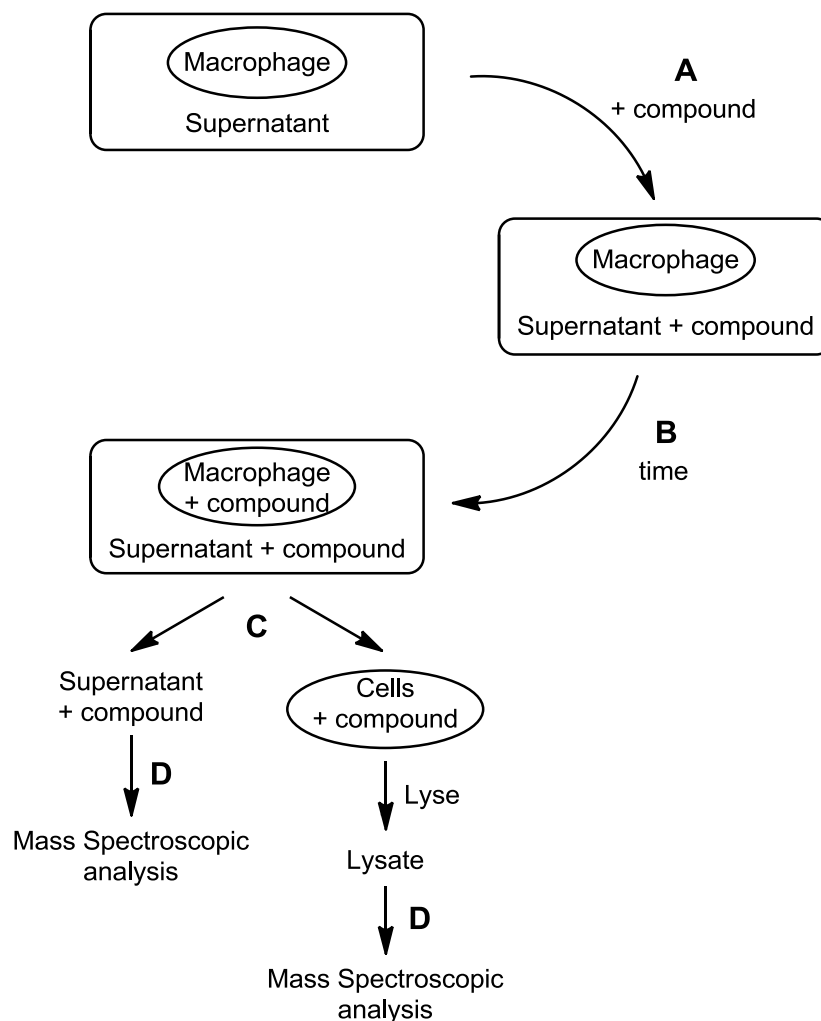 Macrophage
Supernatant
A
+ compound
Macrophage
Supernatant + compound
B
time
Macrophage
+ compound
Supernatant + compound
C
Supernatant
+ compound
Cells
+ compound
D
Lyse
Mass Spectroscopic
analysis
Lysate
D
Mass Spectroscopic
analysis